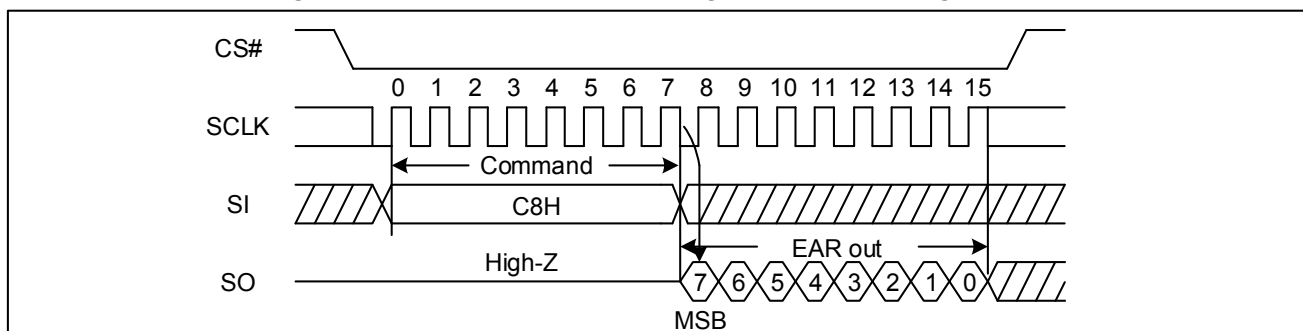 CS#
0 1 2 3 4 5 6 7 8 9 10 11 12 13 14 15
SCLK
Command
SI
C8H
EAR out
High-Z
SO
7 6 5 4 3 2 1 0
MSB